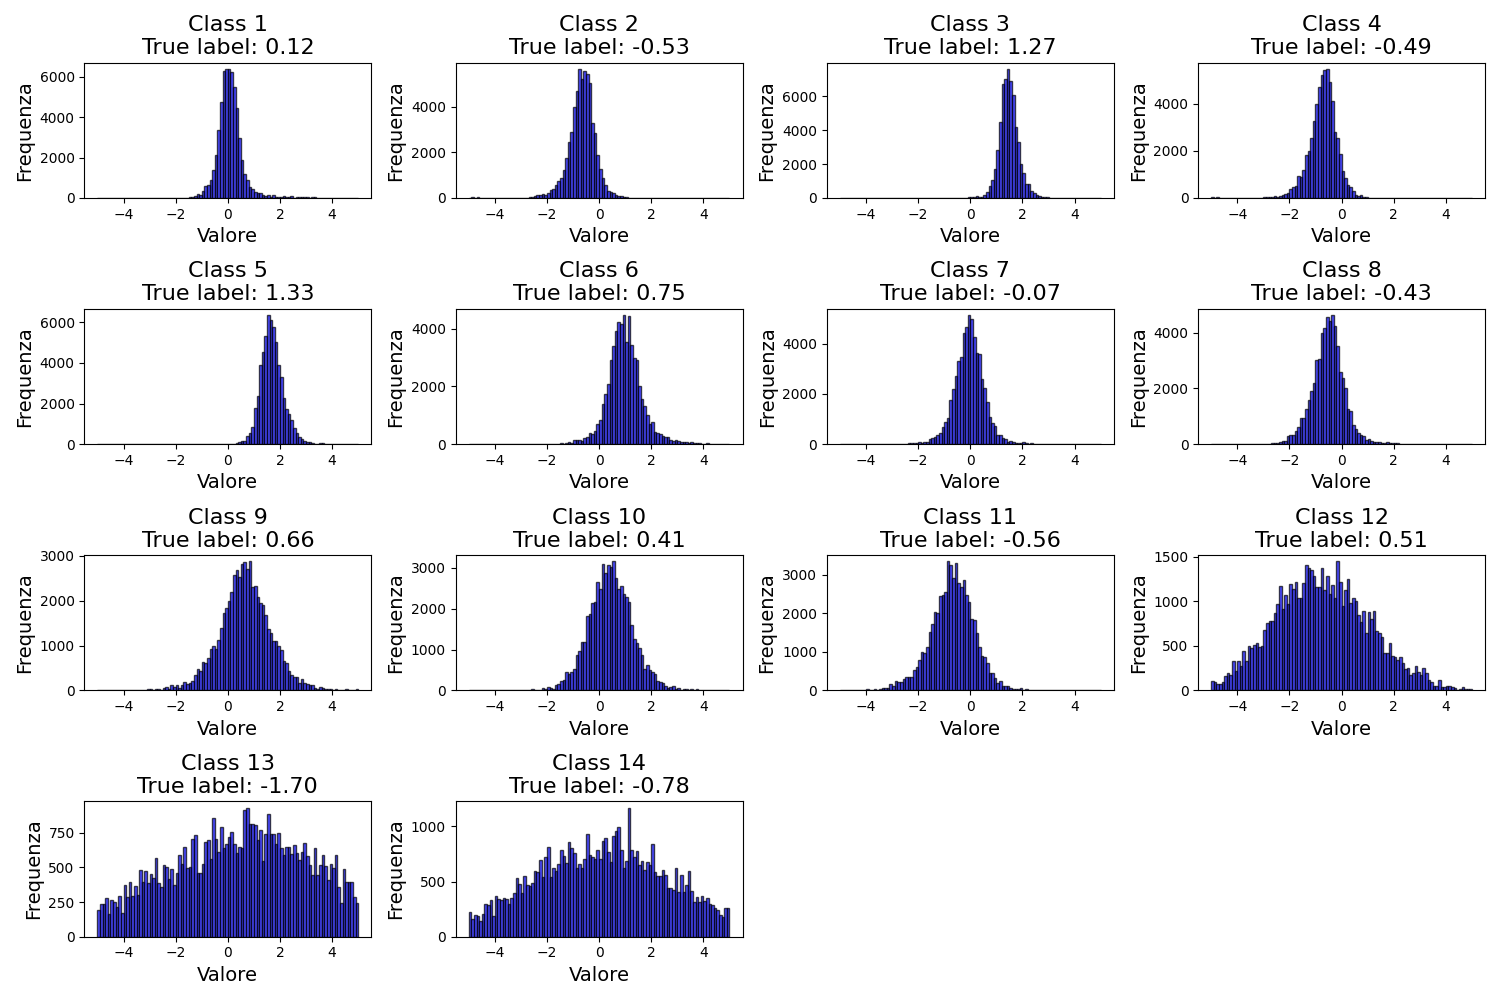 Class 1
True label: 0.12
Frequenza
6000
4000
2000
0
−4 −2 0 2 4
Valore
Class 2
True label: -0.53
Frequenza
4000
2000
0
−4 −2 0 2 4
Valore
Class 3
True label: 1.27
Frequenza
6000
4000
2000
0
−4 −2 0 2 4
Valore
Class 4
True label: -0.49
Frequenza
4000
2000
0
−4 −2 0 2 4
Valore
Class 5
True label: 1.33
Frequenza
6000
4000
2000
0
−4 −2 0 2 4
Valore
Class 6
True label: 0.75
Frequenza
4000
2000
0
−4 −2 0 2 4
Valore
Class 7
True label: -0.07
Frequenza
4000
2000
0
−4 −2 0 2 4
Valore
Class 8
True label: -0.43
Frequenza
4000
2000
0
−4 −2 0 2 4
Valore
Class 9
True label: 0.66
Frequenza
3000
2000
1000
0
−4 −2 0 2 4
Valore
Class 10
True label: 0.41
Frequenza
3000
2000
1000
0
−4 −2 0 2 4
Valore
Class 11
True label: -0.56
Frequenza
3000
2000
1000
0
−4 −2 0 2 4
Valore
Class 12
True label: 0.51
Frequenza
1500
1000
500
0
−4 −2 0 2 4
Valore
Class 13
True label: -1.70
Frequenza
750
500
250
0
−4 −2 0 2 4
Valore
Class 14
True label: -0.78
Frequenza
1000
500
0
−4 −2 0 2 4
Valore